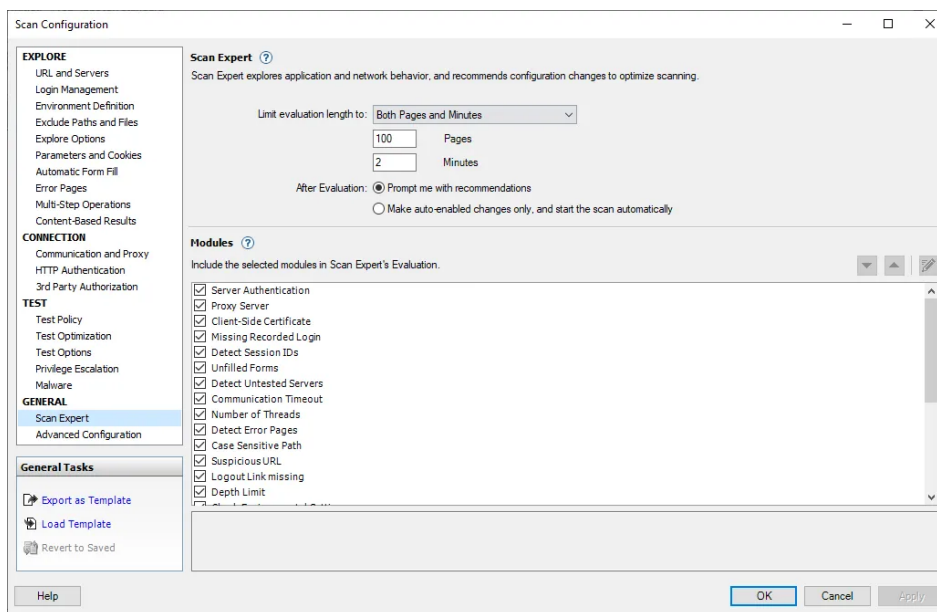 Scan Configuration
EXPLORE
URL and Servers
Login Management
Environment Definition
Exclude Paths and Files
Explore Options
Parameters and Cookies
Automatic Form Fill
Error Pages
Multi-Step Operations
Content-Based Results
CONNECTION
Communication and Proxy
HTTP Authentication
3rd Party Authorization
TEST
Test Policy
Test Optimization
Test Options
Privilege Escalation
Malware
GENERAL
Scan Expert
Advanced Configuration
General Tasks
Export as Template
Load Template
Revert to Saved
Scan Expert ?
Scan Expert explores application and network behavior, and recommends configuration changes to optimize scanning.
Limit evaluation length to: Both Pages and Minutes
100 Pages
2 Minutes
After Evaluation: Prompt me with recommendations
Make auto-enabled changes only, and start the scan automatically
Modules ?
Include the selected modules in Scan Expert's Evaluation.
Server Authentication
Proxy Server
Client-Side Certificate
Missing Recorded Login
Detect Session IDs
Unfilled Forms
Detect Untested Servers
Communication Timeout
Number of Threads
Detect Error Pages
Case Sensitive Path
Suspicious URL
Logout Link missing
Depth Limit
Help
OK Cancel Apply